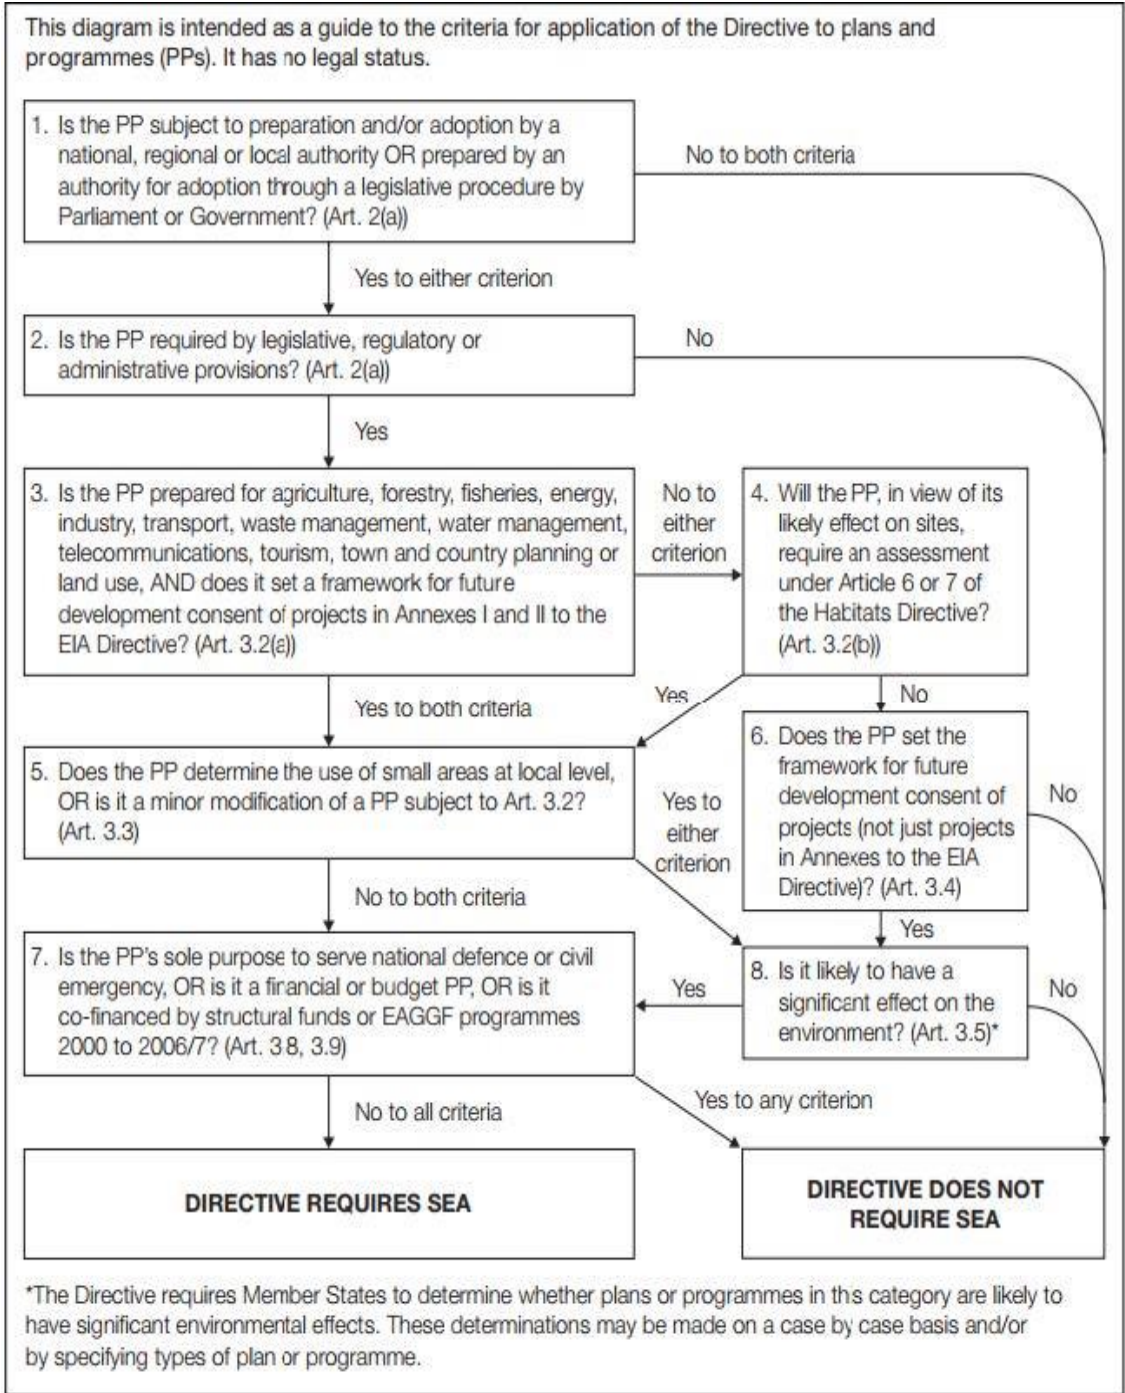 This diagram is intended as a guide to the criteria for application of the Directive to plans and
programmes (PPs). It has no legal status.
1. Is the PP subject to preparation and/or adoption by a
national, regional or local authority OR prepared by an
authority for adoption through a legislative procedure by
Parliament or Government? (Art. 2(a))
No to both criteria
Yes to either criterion
2. Is the PP required by legislative, regulatory or
administrative provisions? (Art. 2(a))
No
Yes
3. Is the PP prepared for agriculture, forestry, fisheries, energy,
industry, transport, waste management, water management,
telecommunications, tourism, town and country planning or
land use, AND does it set a framework for future
development consent of projects in Annexes I and II to the
EIA Directive? (Art. 3.2(a))
No to
either
criterion
4. Will the PP, in view of its
likely effect on sites,
require an assessment
under Article 6 or 7 of
the Habitats Directive?
(Art. 3.2(b))
Yes to both criteria
Yes
No
5. Does the PP determine the use of small areas at local level,
OR is it a minor modification of a PP subject to Art. 3.2?
(Art. 3.3)
Yes to
either
criterion
6. Does the PP set the
framework for future
development consent of
projects (not just projects
in Annexes to the EIA
Directive)? (Art. 3.4)
No
No to both criteria
Yes
7. Is the PP's sole purpose to serve national defence or civil
emergency, OR is it a financial or budget PP, OR is it
co-financed by structural funds or EAGGF programmes
2000 to 2006/7? (Art. 3 8, 3.9)
Yes
8. Is it likely to have a
significant effect on the
environment? (Art. 3.5)*
No
No to all criteria
Yes to any criterion
DIRECTIVE REQUIRES SEA
DIRECTIVE DOES NOT
REQUIRE SEA
*The Directive requires Member States to determine whether plans or programmes in this category are likely to
have significant environmental effects. These determinations may be made on a case by case basis and/or
by specifying types of plan or programme.